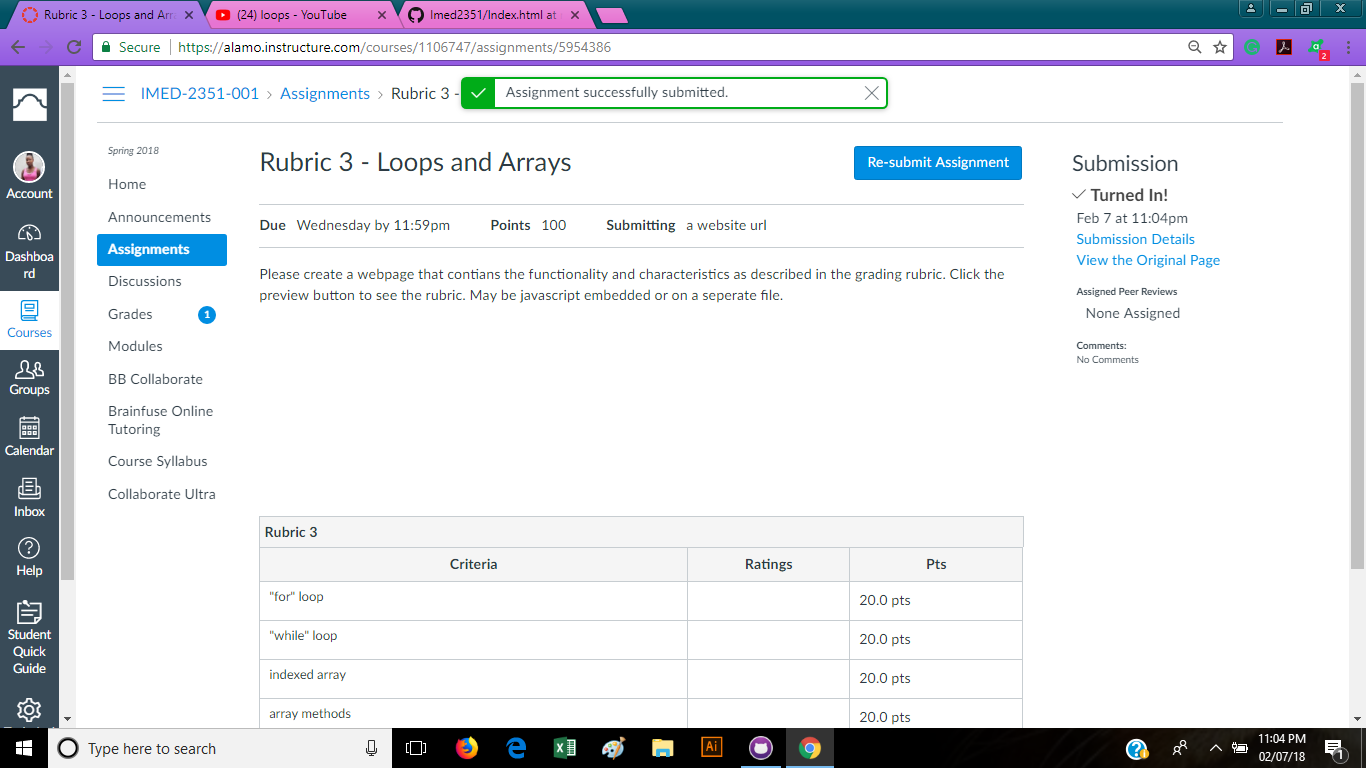 Rubric 3 - Loops and Arr
(24) loops - YouTube
Imed2351/Index.html at
Secure
https://alamo.instructure.com/courses/1106747/assignments/5954386
2
IMED-2351-001 > Assignments > Rubric 3 -
Assignment successfully submitted.
Account
Dashboa
rd
Courses
Groups
Calendar
Inbox
Help
Student
Quick
Guide
Spring 2018
Home
Announcements
Assignments
Discussions
Grades 1
Modules
BB Collaborate
Brainfuse Online
Tutoring
Course Syllabus
Collaborate Ultra
Rubric 3 - Loops and Arrays
Re-submit Assignment
Due Wednesday by 11:59pm Points 100 Submitting a website url
Please create a webpage that contians the functionality and characteristics as described in the grading rubric. Click the
preview button to see the rubric. May be javascript embedded or on a seperate file.
Rubric 3
Criteria Ratings Pts
"for" loop 20.0 pts
"while" loop 20.0 pts
indexed array 20.0 pts
array methods 20.0 pts
Submission
Turned In!
Feb 7 at 11:04pm
Submission Details
View the Original Page
Assigned Peer Reviews
None Assigned
Comments:
No Comments
Type here to search
Ai
11:04 PM
02/07/18
1